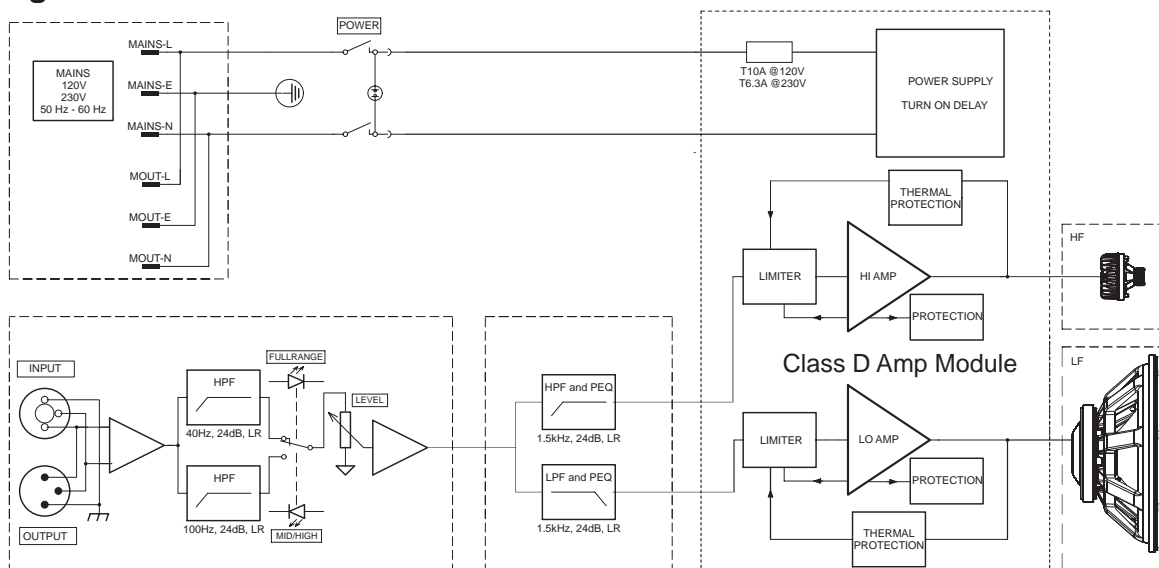 POWER
MAINS-L
MAINS-E
MAINS-N
MOUT-L
MOUT-E
MOUT-N
MAINS
120V
230V
50 Hz - 60 Hz
T10A @120V
T6.3A @230V
POWER SUPPLY
TURN ON DELAY
THERMAL
PROTECTION
LIMITER
HI AMP
PROTECTION
HF
Class D Amp Module
LF
LIMITER
LO AMP
PROTECTION
THERMAL
PROTECTION
INPUT
OUTPUT
HPF
40Hz, 24dB, LR
HPF
100Hz, 24dB, LR
FULLRANGE
LEVEL
MID/HIGH
HPF and PEQ
1.5kHz, 24dB, LR
LPF and PEQ
1.5kHz, 24dB, LR